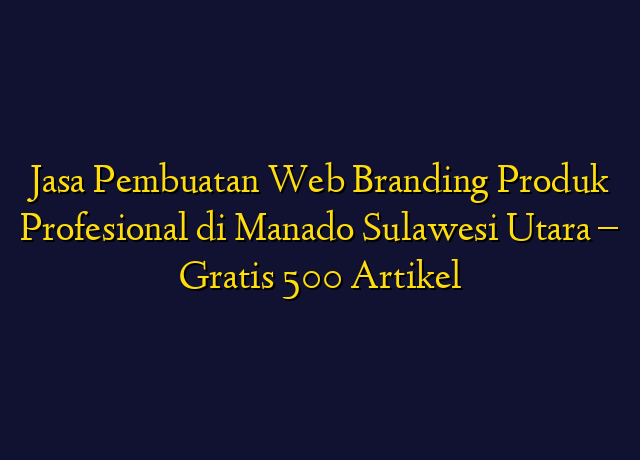 Jasa Pembuatan Web Branding Produk
Profesional di Manado Sulawesi Utara –
Gratis 500 Artikel